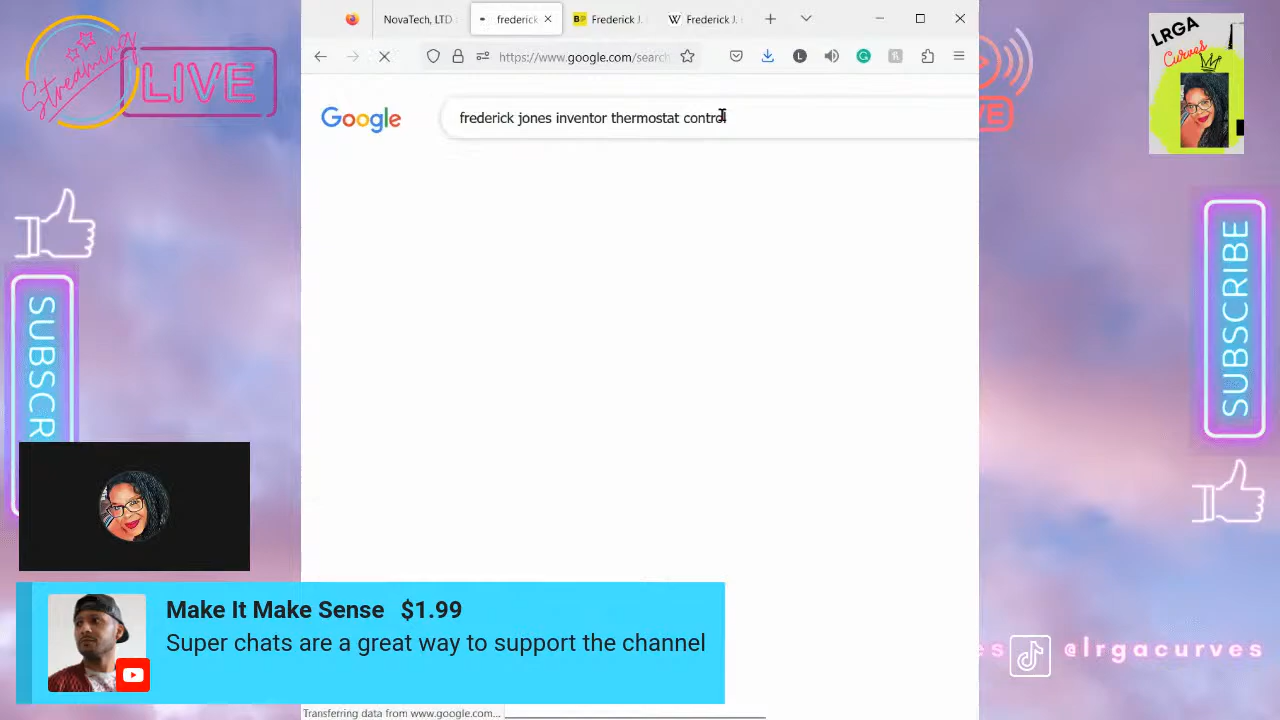 Streaming
LIVE
NovaTech, LTD
frederick
BP
Frederick J.
W
Frederick J.
https://www.google.com/search
L
Google
frederick jones inventor thermostat control
LRGA
Curves
SUBSCR
SUBSCRIBE
Make It Make Sense $1.99
Super chats are a great way to support the channel
es
@lrgacurves
Transferring data from www.google.com...